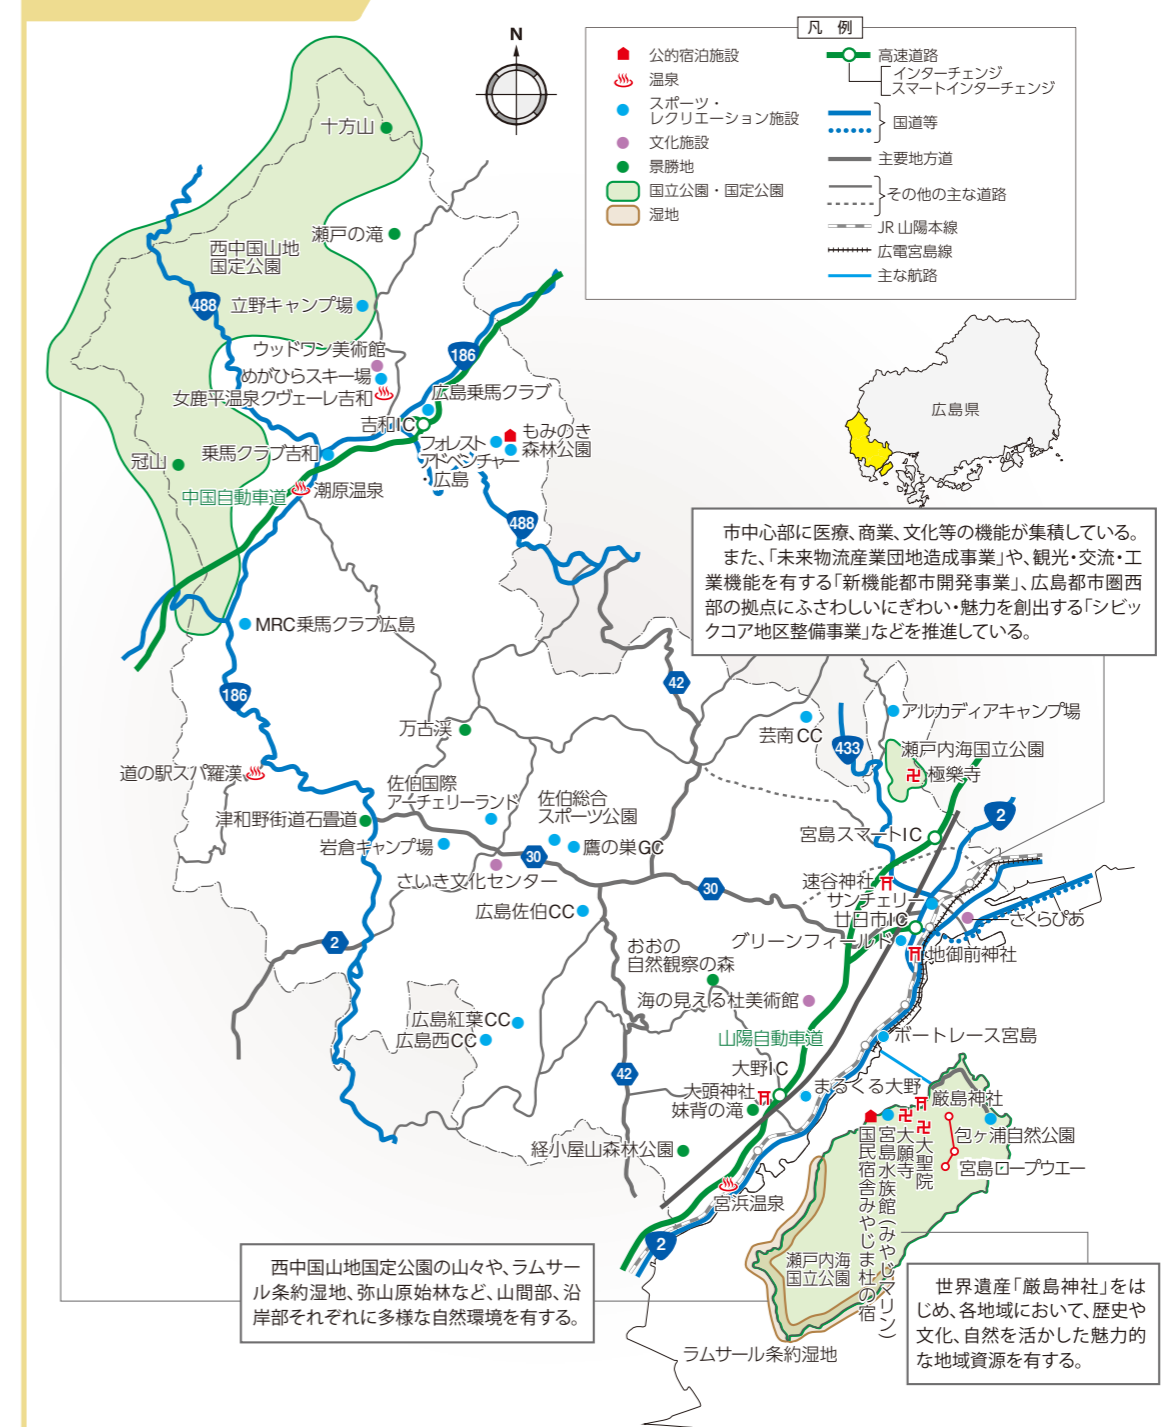 凡 例
公的宿泊施設
温泉
スポーツ・
レクリエーション施設
文化施設
景勝地
国立公園・国定公園
湿地
高速道路
インターチェンジ
スマートインターチェンジ
国道等
主要地方道
その他の主な道路
JR 山陽本線
広電宮島線
主な航路
N
十方山
瀬戸の滝
西中国山地
国定公園
488
立野キャンプ場
ウッドワン美術館
186
めがひらスキー場
女鹿平温泉クヴェーレ吉和
広島乗馬クラブ
吉和IC
もみのき
森林公園
フォレスト
アドベンチャー
・広島
乗馬クラブ吉和
冠山
中国自動車道
潮原温泉
488
広島県
市中心部に医療、商業、文化等の機能が集積している。
また、「未来物流産業団地造成事業」や、観光・交流・工
業機能を有する「新機能都市開発事業」、広島都市圏西
部の拠点にふさわしいにぎわい・魅力を創出する「シビッ
クコア地区整備事業」などを推進している。
MRC乗馬クラブ広島
186
42
万古渓
芸南CC
アルカディアキャンプ場
433
瀬戸内海国立公園
極樂寺
道の駅スパ羅漢
佐伯国際
アーチェリーランド
佐伯総合
スポーツ公園
津和野街道石畳道
岩倉キャンプ場
30
鷹の巣GC
さいき文化センター
30
宮島スマートIC
2
速谷神社
サンチェリー
廿日市IC
さくらぴあ
グリーンフィールド
地御前神社
広島佐伯CC
2
おおの
自然観察の森
海の見える杜美術館
広島紅葉CC
広島西CC
山陽自動車道
ボートレース宮島
42
大野IC
まるくる大野
大頭神社
妹背の滝
経小屋山森林公園
宮浜温泉
2
厳島神社
包ヶ浦自然公園
宮島ロープウエー
大聖院
大願寺
宮島水族館(みやじマリン)
国民宿舎みやじま杜の宿
瀬戸内海
国立公園
ラムサール条約湿地
西中国山地国定公園の山々や、ラムサー
ル条約湿地、弥山原始林など、山間部、沿
岸部それぞれに多様な自然環境を有する。
世界遺産「厳島神社」をは
じめ、各地域において、歴史や
文化、自然を活かした魅力的
な地域資源を有する。